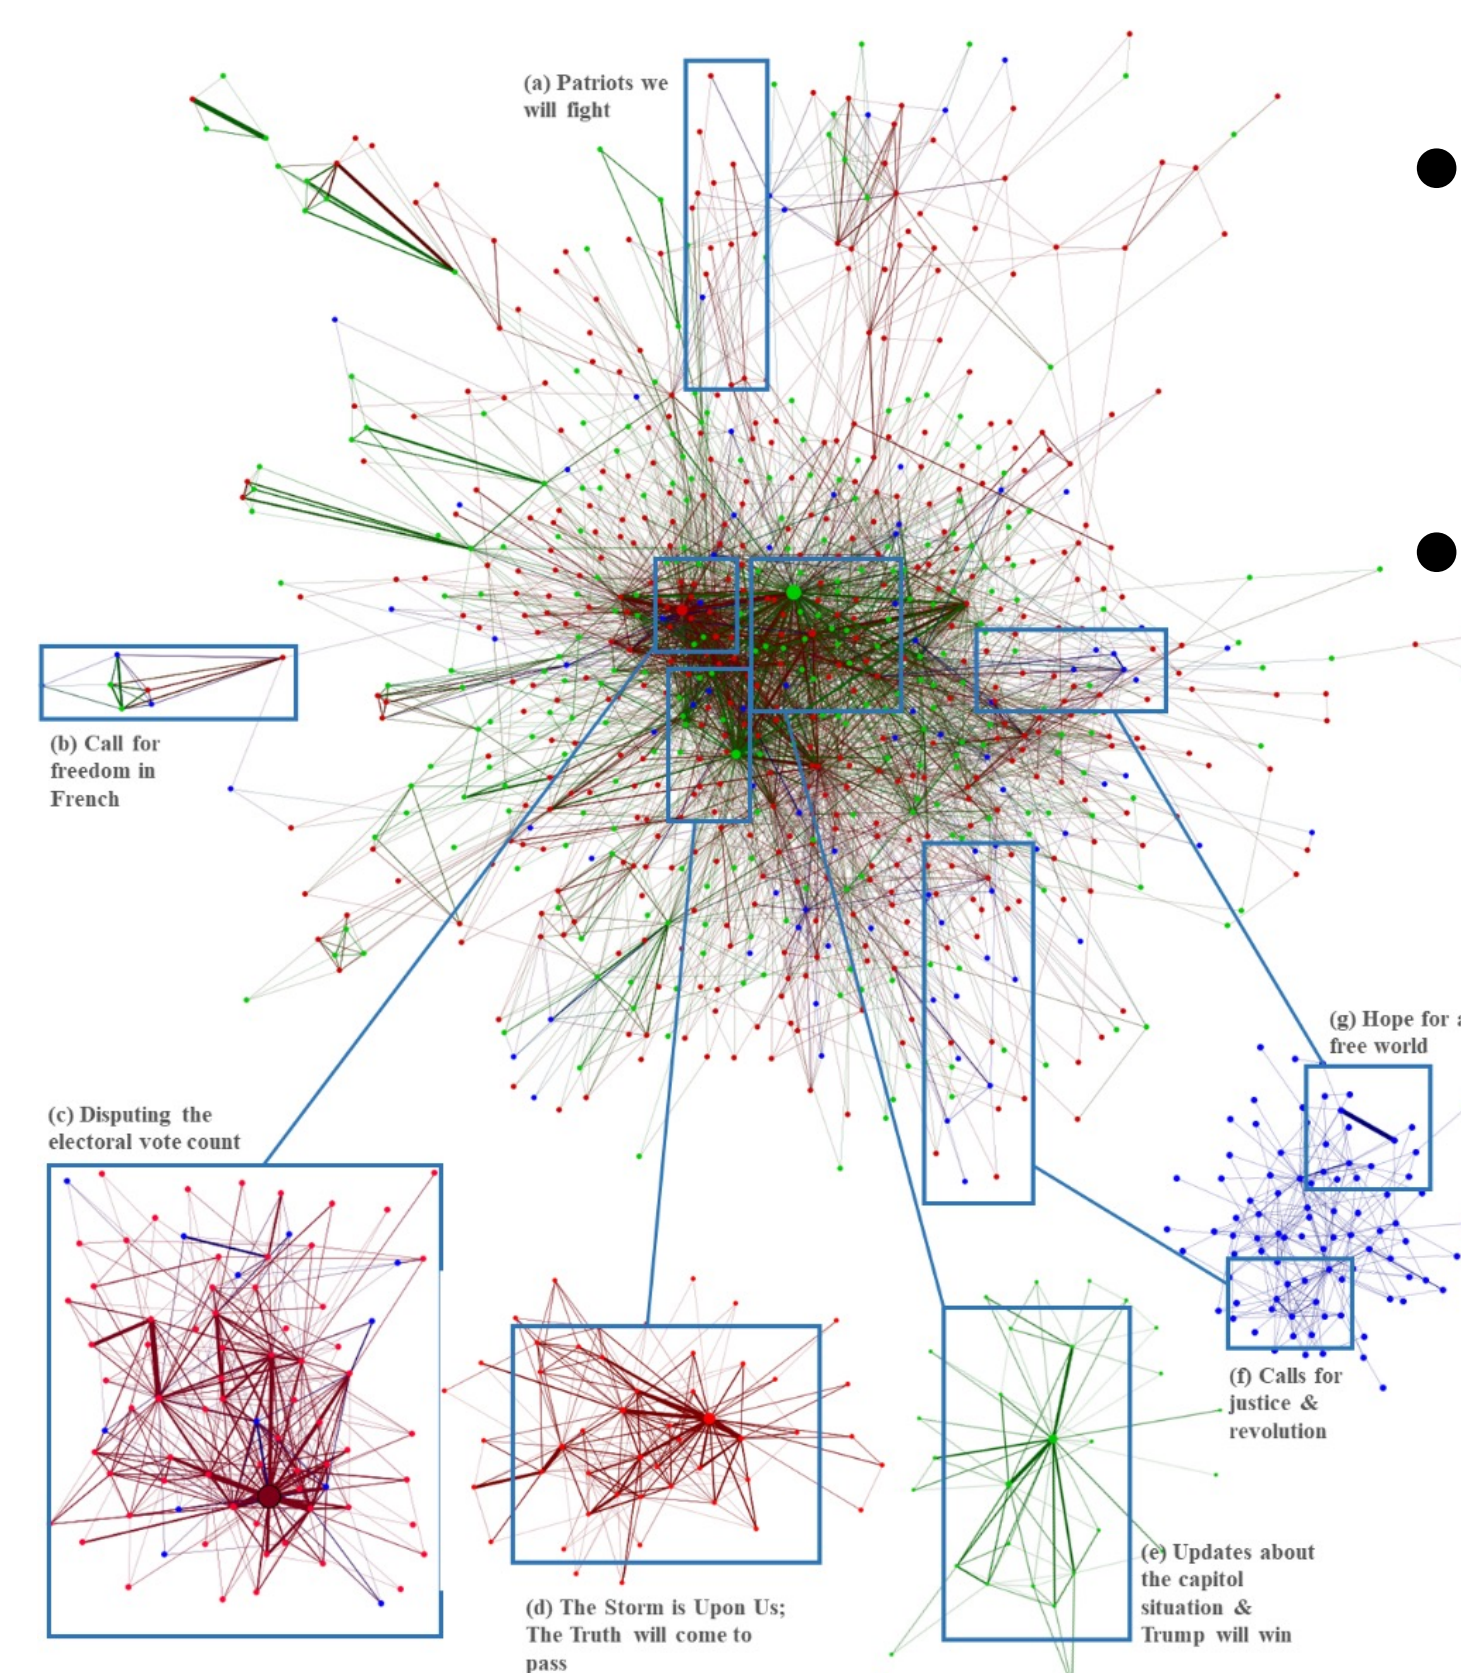 (a) Patriots we
will fight
(b) Call for
freedom in
French
(c) Disputing the
electoral vote count
(d) The Storm is Upon Us;
The Truth will come to
pass
(e) Updates about
the capitol
situation &
Trump will win
(f) Calls for
justice &
revolution
(g) Hope for a
free world